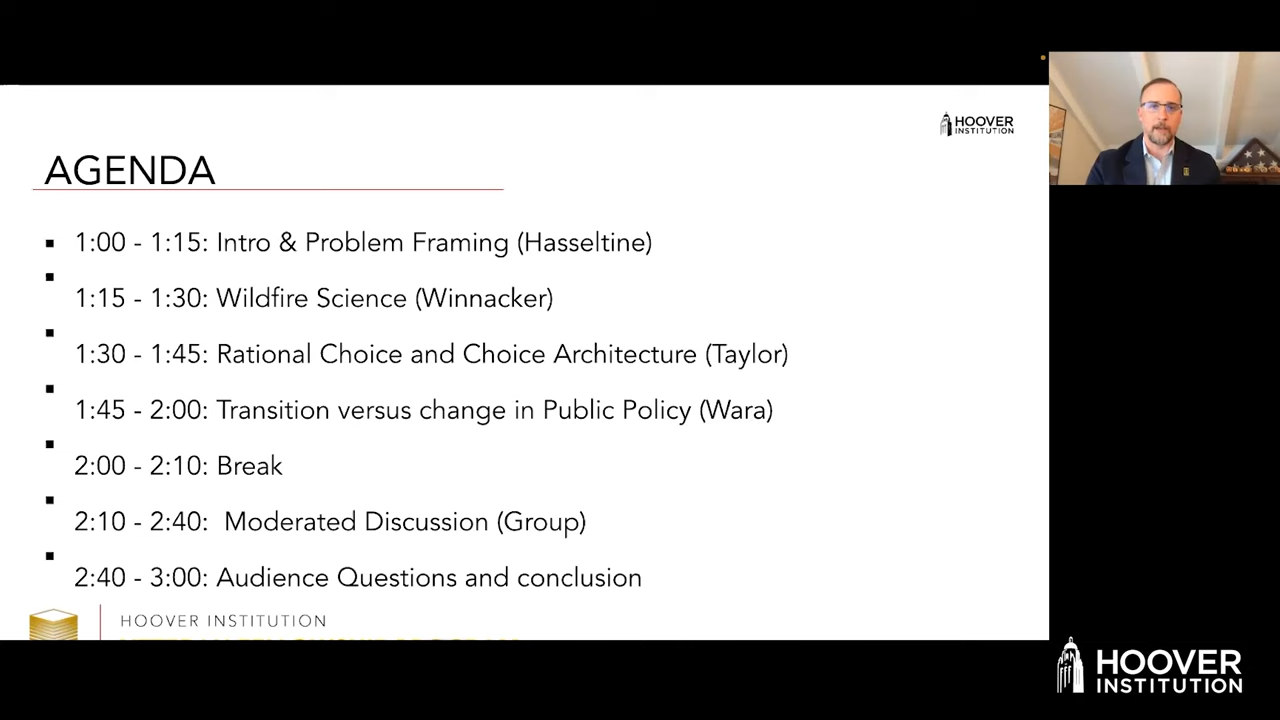 HOOVER
INSTITUTION
AGENDA
1:00 - 1:15: Intro & Problem Framing (Hasseltine)
1:15 - 1:30: Wildfire Science (Winnacker)
1:30 - 1:45: Rational Choice and Choice Architecture (Taylor)
1:45 - 2:00: Transition versus change in Public Policy (Wara)
2:00 - 2:10: Break
2:10 - 2:40: Moderated Discussion (Group)
2:40 - 3:00: Audience Questions and conclusion
HOOVER INSTITUTION
HOOVER
INSTITUTION